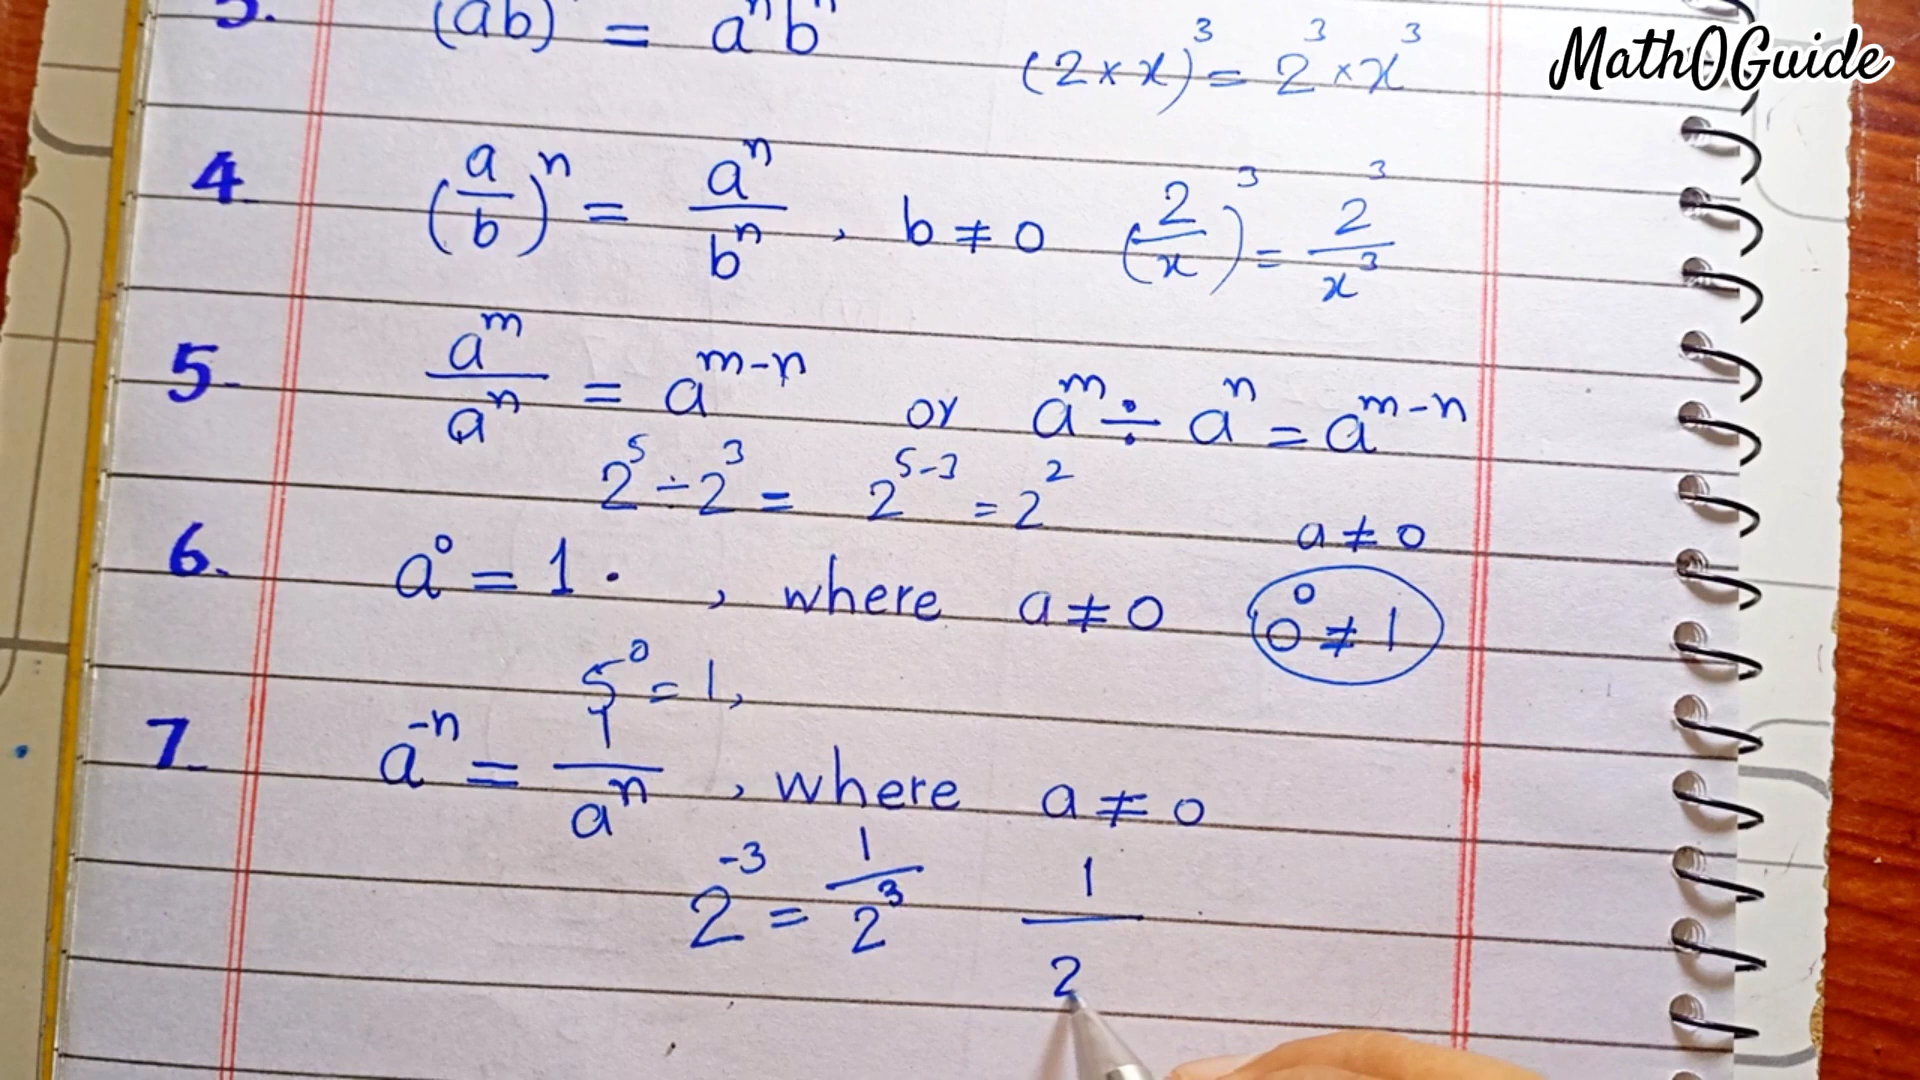 MathOGuide
3. (ab)ⁿ = aⁿbⁿ (2×x)³ = 2³×x³
4. (a/b)ⁿ = aⁿ/bⁿ , b ≠ 0 (2/x)³ = 2³/x³
5. aᵐ/aⁿ = aᵐ⁻ⁿ or aᵐ ÷ aⁿ = aᵐ⁻ⁿ
2⁵ ÷ 2³ = 2⁵⁻³ = 2²
a ≠ 0
6. a⁰ = 1 . , where a ≠ 0 0⁰ ≠ 1
5⁰ = 1,
7. a⁻ⁿ = 1/aⁿ , where a ≠ 0
2⁻³ = 1/2³ 1/2